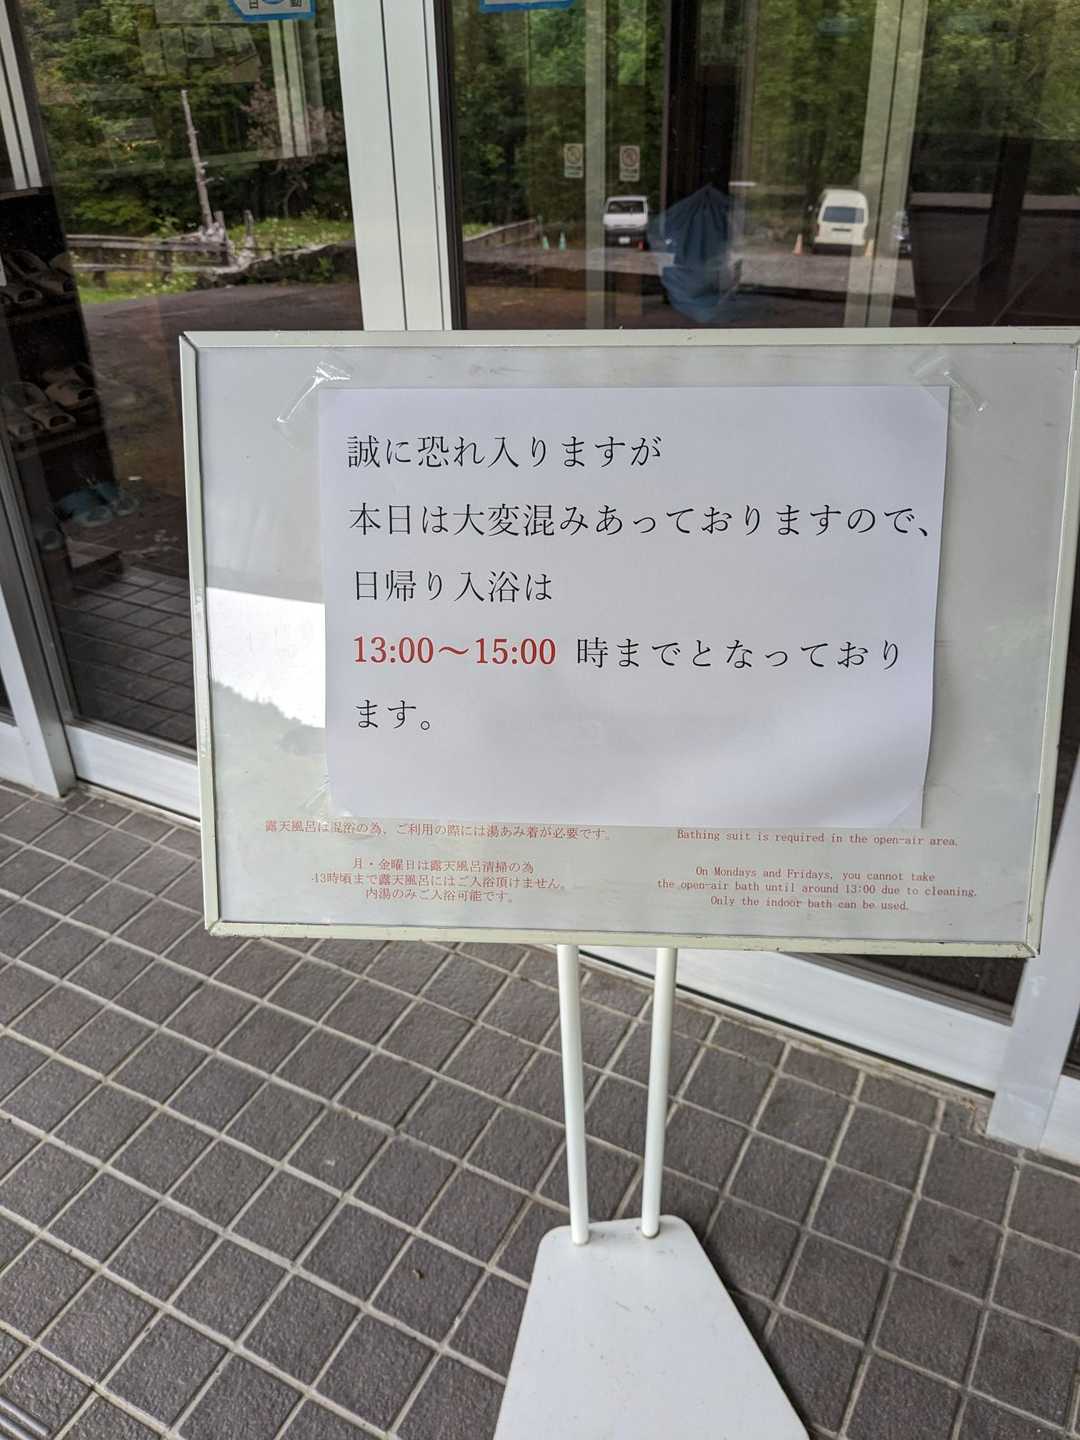 誠に恐れ入りますが
本日は大変混みあっておりますので、
日帰り入浴は
13:00～15:00 時までとなっており
ます。
露天風呂は混浴の為、ご利用の際には湯あみ着が必要です。
月・金曜日は露天風呂清掃の為
13時頃まで露天風呂にはご入浴頂けません。
内湯のみご入浴可能です。
Bathing suit is required in the open-air area.
On Mondays and Fridays, you cannot take
the open-air bath until around 13:00 due to cleaning.
Only the indoor bath can be used.